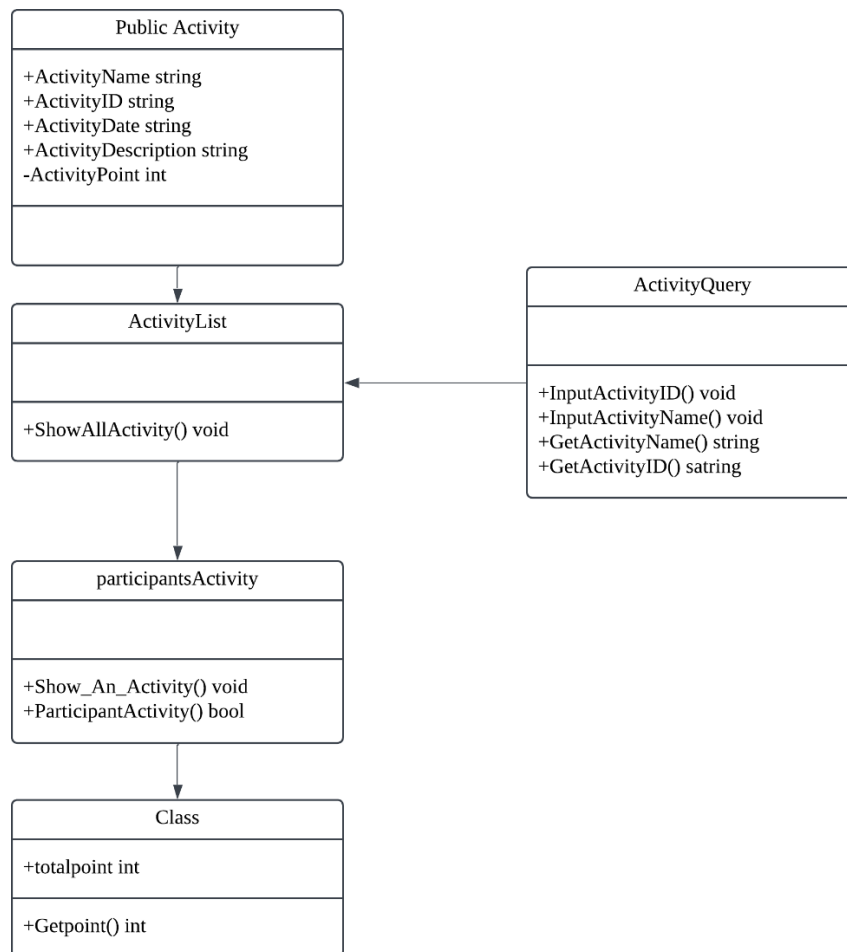 Public Activity
+ActivityName string
+ActivityID string
+ActivityDate string
+ActivityDescription string
-ActivityPoint int
ActivityList
+ShowAllActivity() void
ActivityQuery
+InputActivityID() void
+InputActivityName() void
+GetActivityName() string
+GetActivityID() satring
participantsActivity
+Show_An_Activity() void
+ParticipantActivity() bool
Class
+totalpoint int
+Getpoint() int